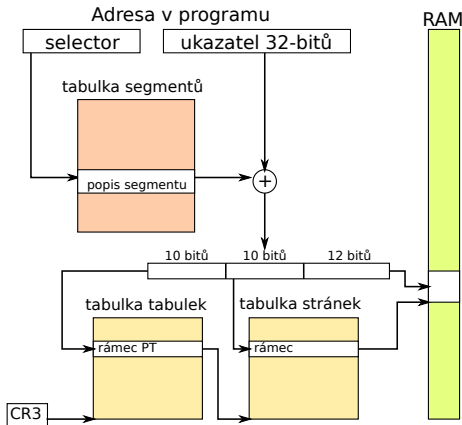 Adresa v programu
RAM
selector
ukazatel 32-bitů
tabulka segmentů
popis segmentu
+
10 bitů
10 bitů
12 bitů
tabulka tabulek
tabulka stránek
rámec PT
rámec
CR3